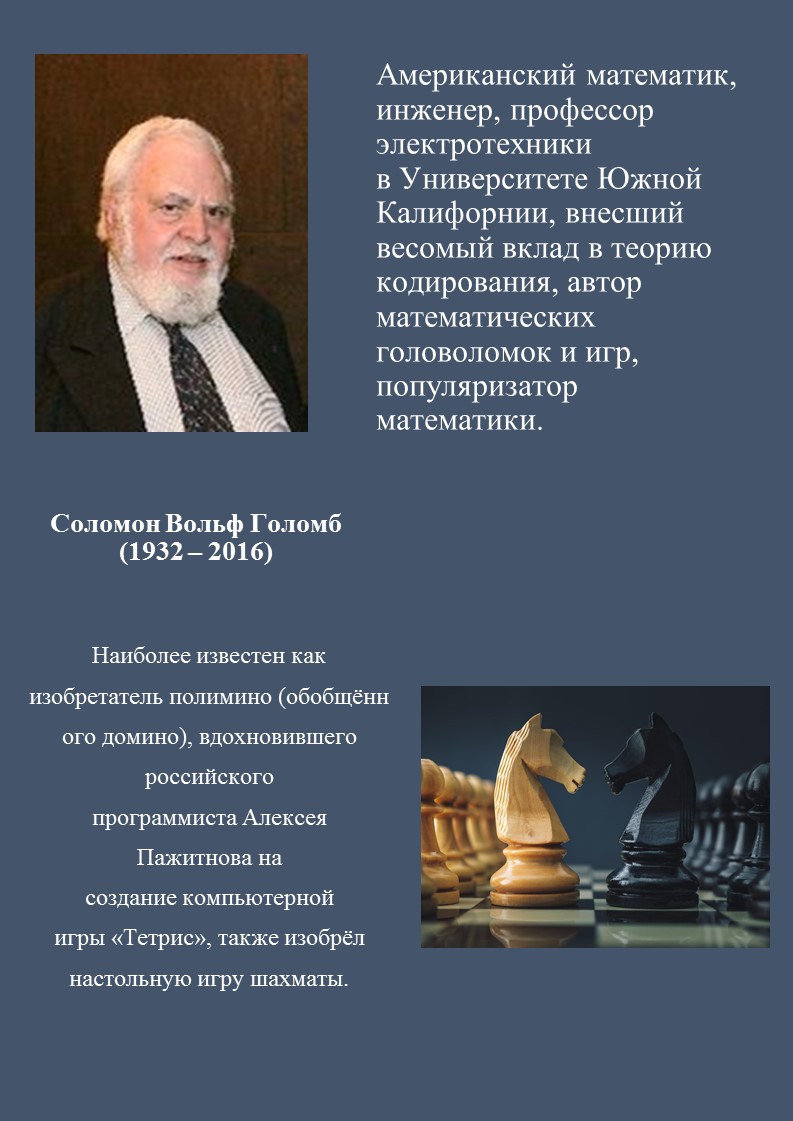 Американский математик,
инженер, профессор
электротехники
в Университете Южной
Калифорнии, внесший
весомый вклад в теорию
кодирования, автор
математических
головоломок и игр,
популяризатор
математики.
Соломон Вольф Голомб
(1932 – 2016)
Наиболее известен как
изобретатель полимино (обобщённ
ого домино), вдохновившего
российского
программиста Алексея
Пажитнова на
создание компьютерной
игры «Тетрис», также изобрёл
настольную игру шахматы.